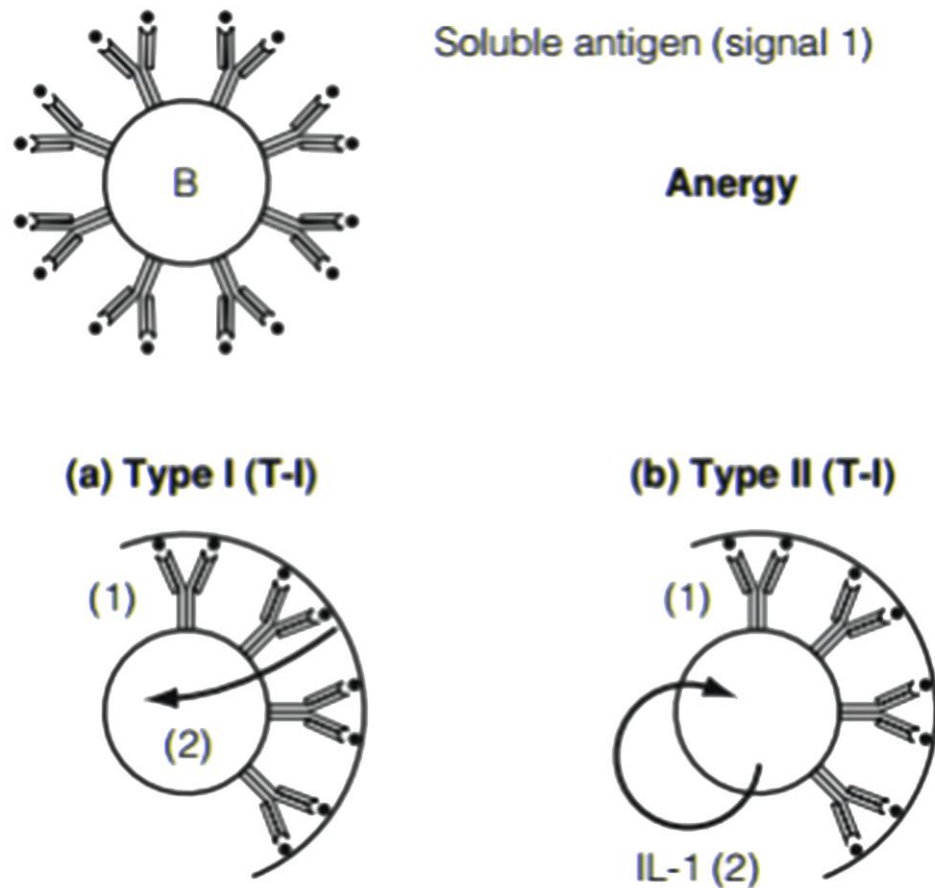 Soluble antigen (signal 1)
B
Anergy
(a) Type I (T-I)
(b) Type II (T-I)
(1)
(1)
(2)
IL-1 (2)